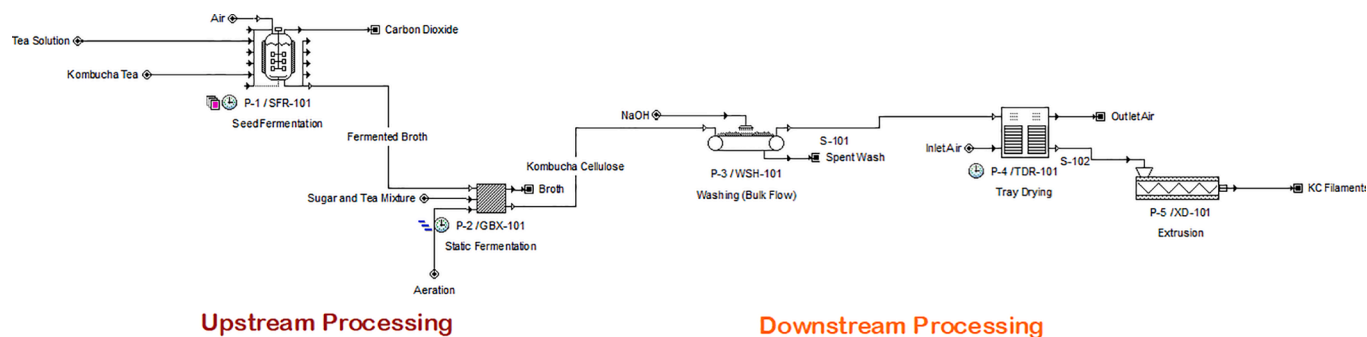 Air
Carbon Dioxide
Tea Solution
Kombucha Tea
P-1 / SFR-101
Seed Fermentation
Fermented Broth
Kombucha Cellulose
Broth
Sugar and Tea Mixture
P-2 / GBX-101
Static Fermentation
Aeration
NaOH
S-101
Spent Wash
P-3 / WSH-101
Washing (Bulk Flow)
Outlet Air
Inlet Air
S-102
P-4 / TDR-101
Tray Drying
KC Filaments
P-5 / XD-101
Extrusion
Upstream Processing
Downstream Processing